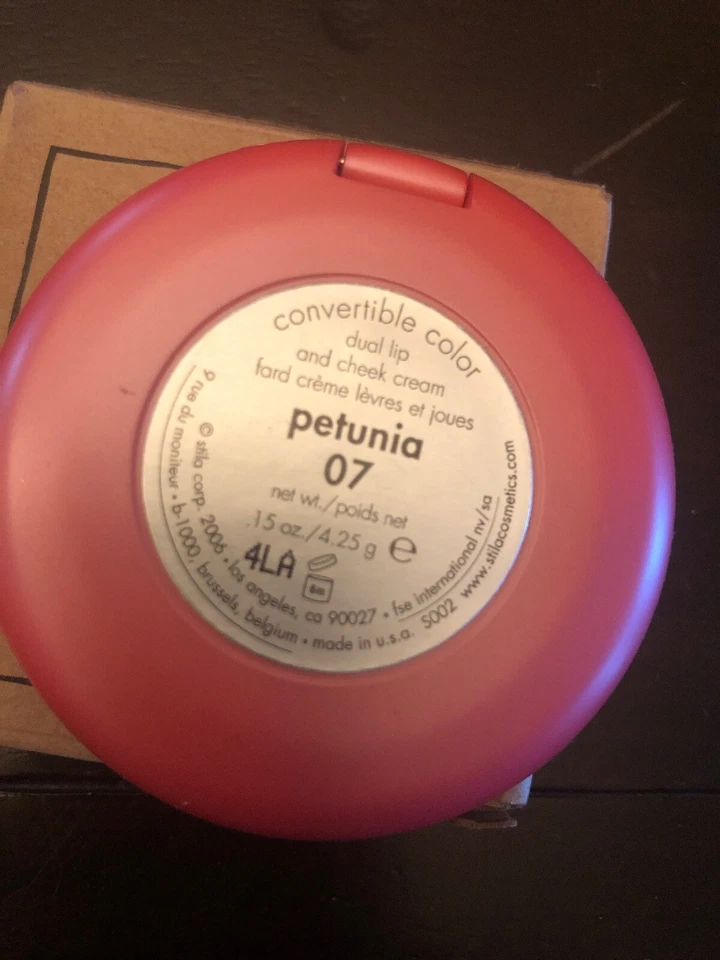 convertible color
dual lip
and cheek cream
fard crème lèvres et joues
petunia
07
net wt./poids net
.15 oz./4.25 g e
4LA
6m
© stila corp. 2006 • los angeles, ca 90027 • fse international nv/sa
9 rue du moniteur • b-1000, brussels, belgium • made in u.s.a. 5002 www.stilacosmetics.com